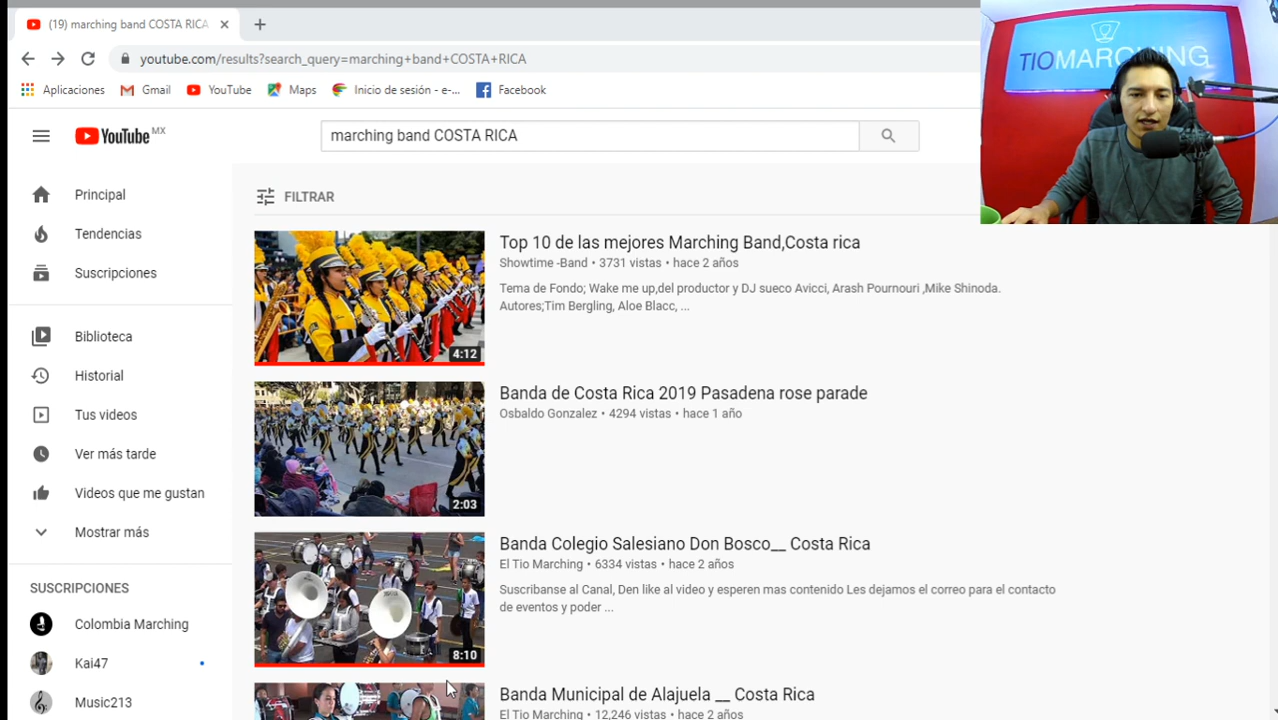 (19) marching band COSTA RICA
youtube.com/results?search_query=marching+band+COSTA+RICA
Aplicaciones
Gmail
YouTube
Maps
Inicio de sesión - e-...
Facebook
TIOMARCHING
YouTube MX
marching band COSTA RICA
Principal
Tendencias
Suscripciones
Biblioteca
Historial
Tus videos
Ver más tarde
Videos que me gustan
Mostrar más
SUSCRIPCIONES
Colombia Marching
Kai47
Music213
FILTRAR
4:12
Top 10 de las mejores Marching Band,Costa rica
Showtime -Band • 3731 vistas • hace 2 años
Tema de Fondo; Wake me up,del productor y DJ sueco Avicci, Arash Pournouri ,Mike Shinoda.
Autores;Tim Bergling, Aloe Blacc, ...
2:03
Banda de Costa Rica 2019 Pasadena rose parade
Osbaldo Gonzalez • 4294 vistas • hace 1 año
8:10
Banda Colegio Salesiano Don Bosco__ Costa Rica
El Tio Marching • 6334 vistas • hace 2 años
Suscribanse al Canal, Den like al video y esperen mas contenido Les dejamos el correo para el contacto
de eventos y poder ...
Banda Municipal de Alajuela __ Costa Rica
El Tio Marching • 12,246 vistas • hace 2 años